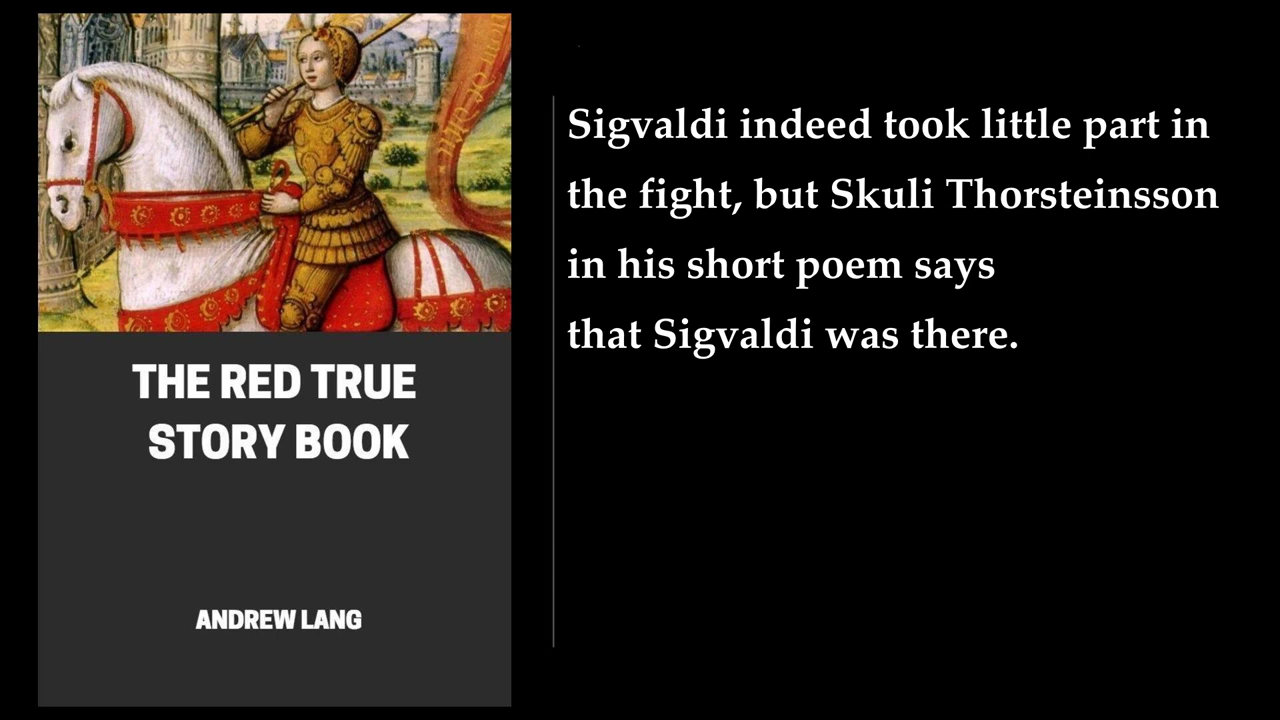 THE RED TRUE
STORY BOOK
ANDREW LANG
Sigvaldi indeed took little part in
the fight, but Skuli Thorsteinsson
in his short poem says
that Sigvaldi was there.